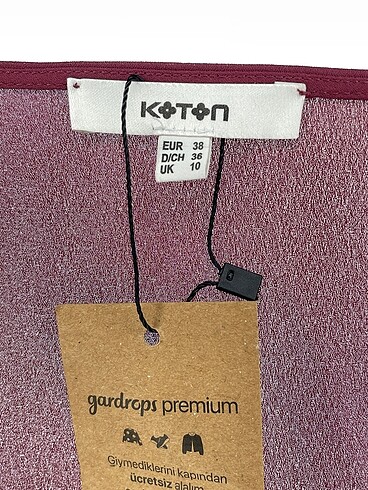 KOTON
EUR 38
D/CH 36
UK 10
gardrops premium
Giymediklerini kapından
ücretsiz alalım